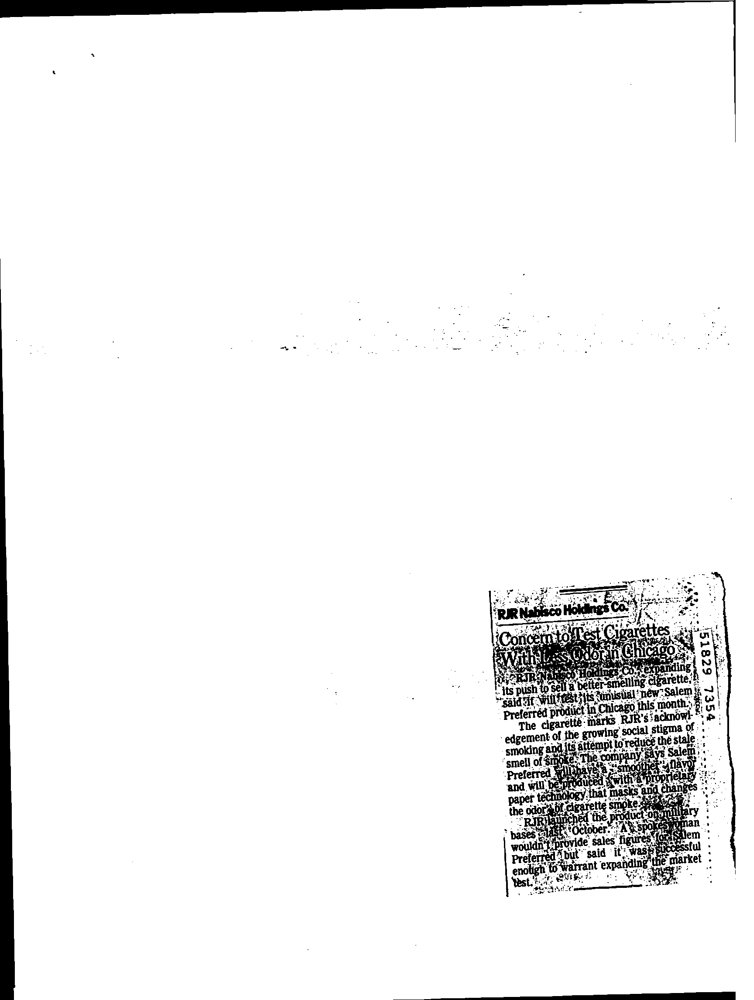 RJR Nabisco Holdings Co.
Concern to Test Cigarettes
With Less Odor in Chicago
RJR Nabisco Holdings Co., expanding
its push to sell a better-smelling cigarette,
said it will test its unusual new Salem
Preferred product in Chicago this month.
The cigarette marks RJR's acknowl-
edgement of the growing social stigma of
smoking and its attempt to reduce the stale
smell of smoke. The company says Salem
Preferred will have a "smoother" flavor
and will be produced with a proprietary
paper technology that masks and changes
the odor of cigarette smoke.
RJR launched the product on military
bases last October. A spokeswoman
wouldn't provide sales figures for Salem
Preferred but said it was successful
enough to warrant expanding the market
test.
51829 7354